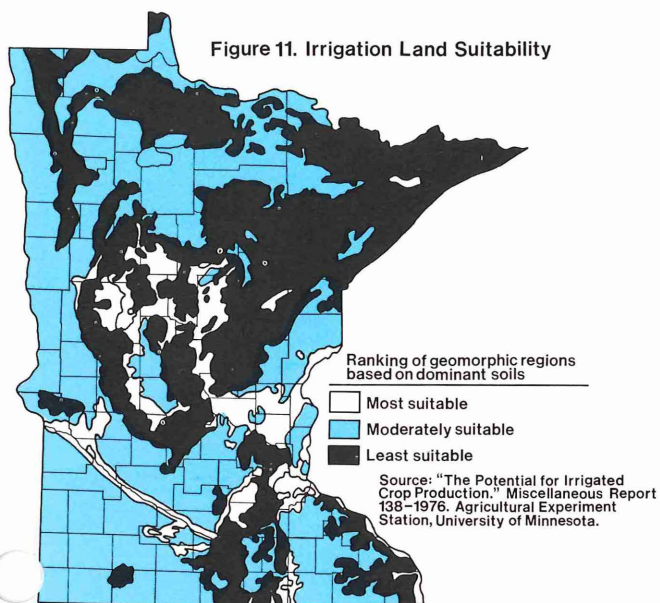 Figure 11. Irrigation Land Suitability
Ranking of geomorphic regions
based on dominant soils
Most suitable
Moderately suitable
Least suitable
Source: "The Potential for Irrigated
Crop Production." Miscellaneous Report
138-1976. Agricultural Experiment
Station, University of Minnesota.